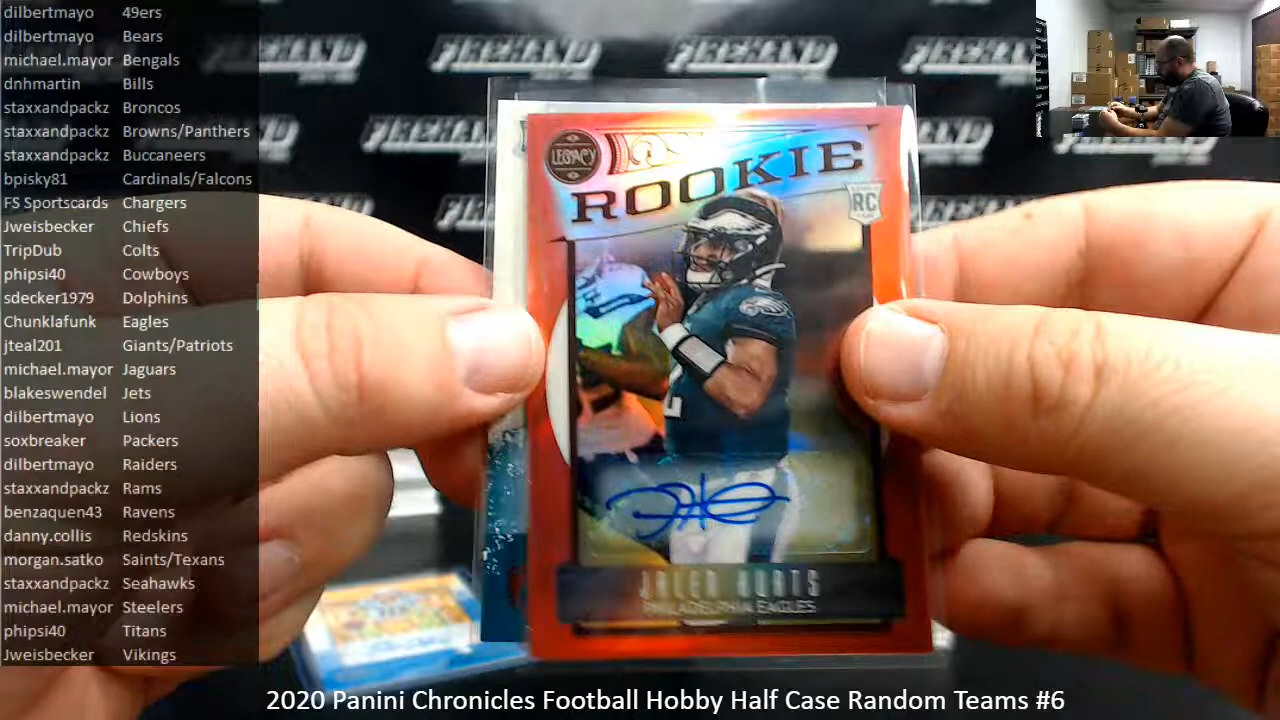 dilbertmayo 49ers
dilbertmayo Bears
michael.mayor Bengals
dnhmartin Bills
staxxandpackz Broncos
staxxandpackz Browns/Panthers
staxxandpackz Buccaneers
bpisky81 Cardinals/Falcons
FS Sportscards Chargers
Jweisbecker Chiefs
TripDub Colts
phipsi40 Cowboys
sdecker1979 Dolphins
Chunklafunk Eagles
jteal201 Giants/Patriots
michael.mayor Jaguars
blakeswendel Jets
dilbertmayo Lions
soxbreaker Packers
dilbertmayo Raiders
staxxandpackz Rams
benzaquen43 Ravens
danny.collis Redskins
morgan.satko Saints/Texans
staxxandpackz Seahawks
michael.mayor Steelers
phipsi40 Titans
Jweisbecker Vikings
FIREHAND
FIREHAND
FIREHAND
LEGACY
ROOKIE
RC
JALEN HURTS
PHILADELPHIA EAGLES
2020 Panini Chronicles Football Hobby Half Case Random Teams #6